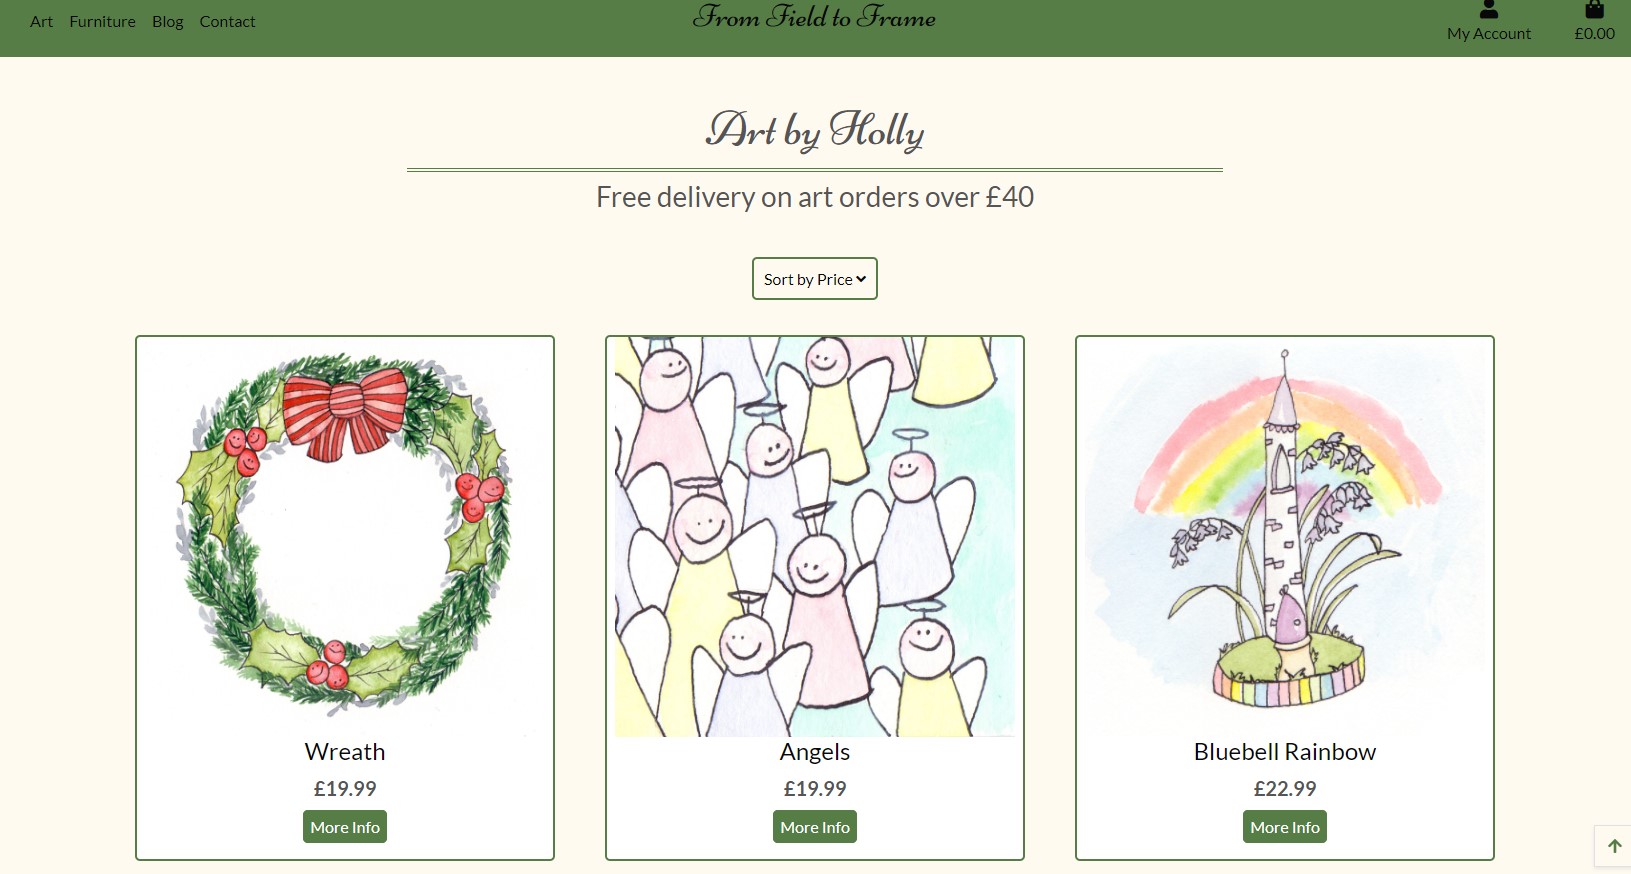 Art Furniture Blog Contact
From Field to Frame
My Account
£0.00
Art by Holly
Free delivery on art orders over £40
Sort by Price
Wreath
£19.99
More Info
Angels
£19.99
More Info
Bluebell Rainbow
£22.99
More Info